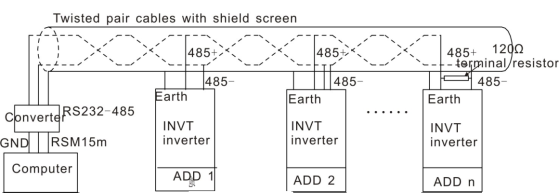 Twisted pair cables with shield screen
485+ 485+ 485+ 120Ω
terminal resistor
485- 485- 485-
Earth Earth Earth
Converter RS232-485
INVT inverter
INVT inverter
......
INVT inverter
GND RSM15m
Computer
ADD 1 ADD 2 ADD n